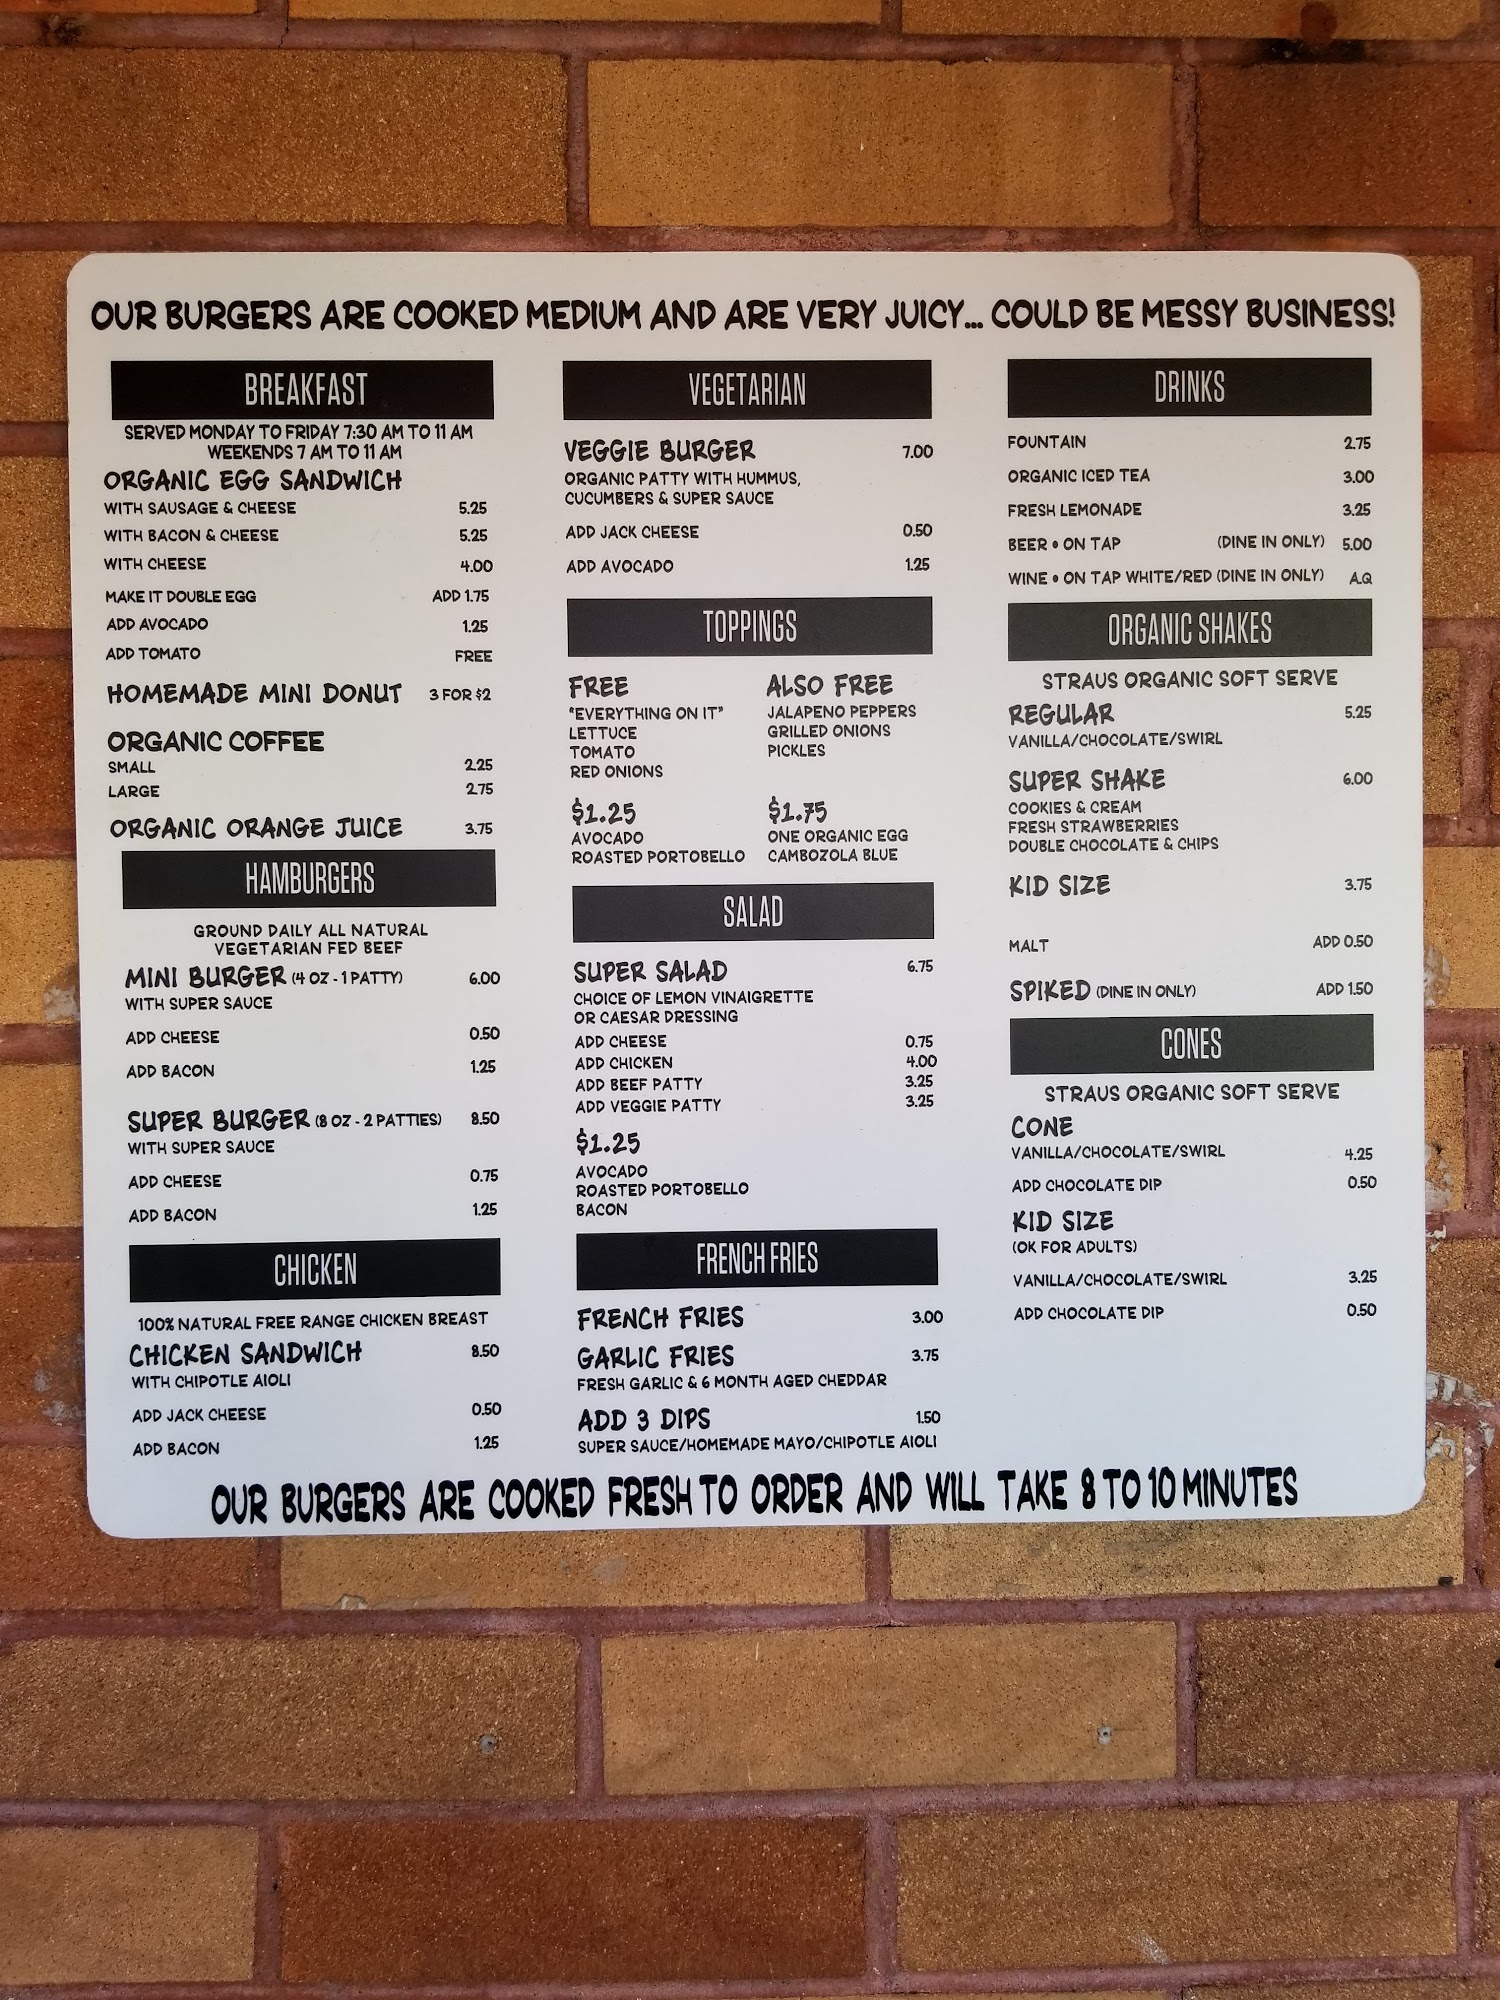 OUR BURGERS ARE COOKED MEDIUM AND ARE VERY JUICY... COULD BE MESSY BUSINESS!
BREAKFAST
SERVED MONDAY TO FRIDAY 7:30 AM TO 11 AM
WEEKENDS 7 AM TO 11 AM
ORGANIC EGG SANDWICH
WITH SAUSAGE & CHEESE 5.25
WITH BACON & CHEESE 5.25
WITH CHEESE 4.00
MAKE IT DOUBLE EGG ADD 1.75
ADD AVOCADO 1.25
ADD TOMATO FREE
HOMEMADE MINI DONUT 3 FOR $2
ORGANIC COFFEE
SMALL 2.25
LARGE 2.75
ORGANIC ORANGE JUICE 3.75
HAMBURGERS
GROUND DAILY ALL NATURAL
VEGETARIAN FED BEEF
MINI BURGER (4 OZ - 1 PATTY) 6.00
WITH SUPER SAUCE
ADD CHEESE 0.50
ADD BACON 1.25
SUPER BURGER (8 OZ - 2 PATTIES) 8.50
WITH SUPER SAUCE
ADD CHEESE 0.75
ADD BACON 1.25
CHICKEN
100% NATURAL FREE RANGE CHICKEN BREAST
CHICKEN SANDWICH 8.50
WITH CHIPOTLE AIOLI
ADD JACK CHEESE 0.50
ADD BACON 1.25
VEGETARIAN
VEGGIE BURGER 7.00
ORGANIC PATTY WITH HUMMUS,
CUCUMBERS & SUPER SAUCE
ADD JACK CHEESE 0.50
ADD AVOCADO 1.25
TOPPINGS
FREE
"EVERYTHING ON IT"
LETTUCE
TOMATO
RED ONIONS
ALSO FREE
JALAPENO PEPPERS
GRILLED ONIONS
PICKLES
$1.25
AVOCADO
ROASTED PORTOBELLO
$1.75
ONE ORGANIC EGG
CAMBOZOLA BLUE
SALAD
SUPER SALAD 6.75
CHOICE OF LEMON VINAIGRETTE
OR CAESAR DRESSING
ADD CHEESE 0.75
ADD CHICKEN 4.00
ADD BEEF PATTY 3.25
ADD VEGGIE PATTY 3.25
$1.25
AVOCADO
ROASTED PORTOBELLO
BACON
FRENCH FRIES
FRENCH FRIES 3.00
GARLIC FRIES 3.75
FRESH GARLIC & 6 MONTH AGED CHEDDAR
ADD 3 DIPS 1.50
SUPER SAUCE/HOMEMADE MAYO/CHIPOTLE AIOLI
DRINKS
FOUNTAIN 2.75
ORGANIC ICED TEA 3.00
FRESH LEMONADE 3.25
BEER • ON TAP (DINE IN ONLY) 5.00
WINE • ON TAP WHITE/RED (DINE IN ONLY) A.Q
ORGANIC SHAKES
STRAUS ORGANIC SOFT SERVE
REGULAR 5.25
VANILLA/CHOCOLATE/SWIRL
SUPER SHAKE 6.00
COOKIES & CREAM
FRESH STRAWBERRIES
DOUBLE CHOCOLATE & CHIPS
KID SIZE 3.75
MALT ADD 0.50
SPIKED (DINE IN ONLY) ADD 1.50
CONES
STRAUS ORGANIC SOFT SERVE
CONE
VANILLA/CHOCOLATE/SWIRL 4.25
ADD CHOCOLATE DIP 0.50
KID SIZE
(OK FOR ADULTS)
VANILLA/CHOCOLATE/SWIRL 3.25
ADD CHOCOLATE DIP 0.50
OUR BURGERS ARE COOKED FRESH TO ORDER AND WILL TAKE 8 TO 10 MINUTES